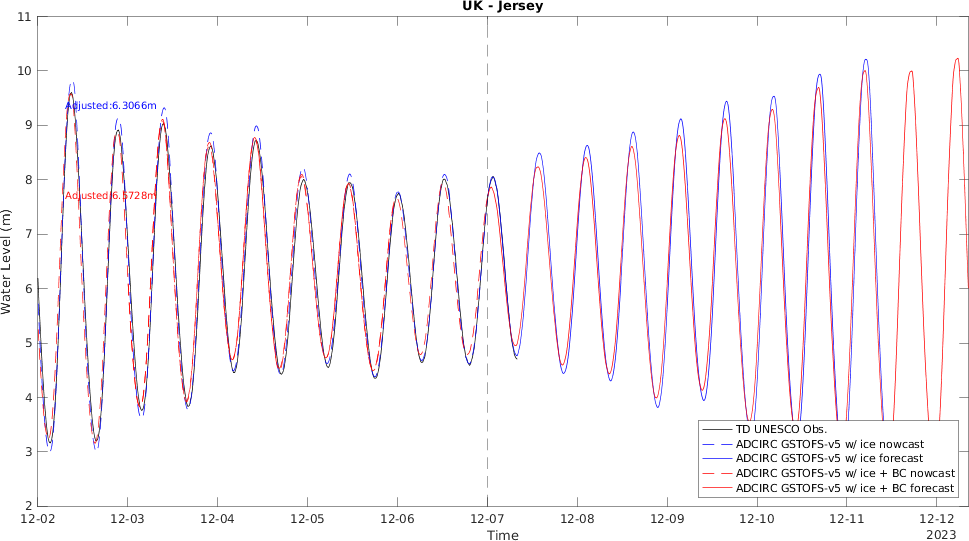 UK - Jersey
11
10
9
8
7
6
5
4
3
2
Water Level (m)
Adjusted:6.3066m
Adjusted:6.5728m
TD UNESCO Obs.
ADCIRC GSTOFS-v5 w/ ice nowcast
ADCIRC GSTOFS-v5 w/ ice forecast
ADCIRC GSTOFS-v5 w/ ice + BC nowcast
ADCIRC GSTOFS-v5 w/ ice + BC forecast
12-02 12-03 12-04 12-05 12-06 12-07 12-08 12-09 12-10 12-11 12-12
Time
2023